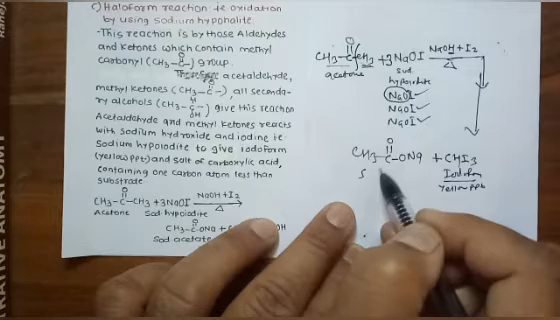 c) Haloform reaction ie oxidation
by using sodium hypohalite.
- This reaction is by those Aldehydes
and Ketones which contain methyl
O
carbonyl (CH3-C-) group.
acetaldehyde,
O
methyl Ketones (CH3-C-), all seconda-
H
ry alcohols (CH3-C-) give this reaction
OH
Acetaldehyde and methyl Ketones reacts
with Sodium hydroxide and iodine ie
Sodium hypoiodite to give iodoform
(yellow ppt) and salt of carboxylic acid,
containing one carbon atom less than
substrate.
O
CH3-C-CH3 +3NaOI NaOH+I2
Δ
Acetone Sod hypoiodite
O
CH3-C-ONa +
Sod acetate
O
CH3-C-CH3 +3NaOI NaOH+I2
Δ
acetone Sod
hypoiodite
NaOI
NaOI
NaOI
O
CH3-C-ONa + CHI3
S
Yellow ppt
ANATOMY